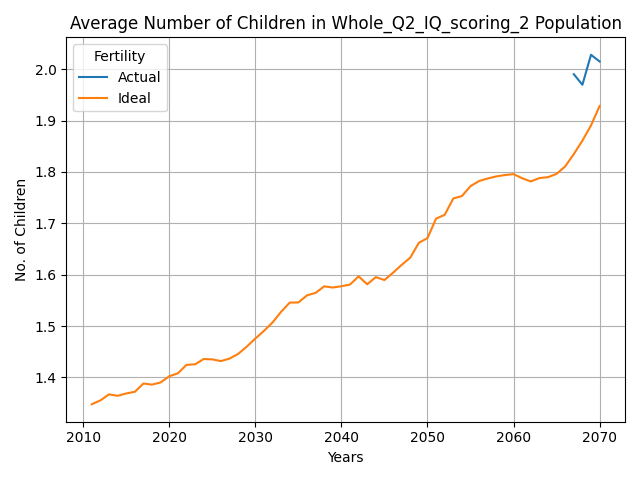 Average Number of Children in Whole_Q2_IQ_scoring_2 Population
Fertility
Actual
Ideal
No. of Children
2.0
1.9
1.8
1.7
1.6
1.5
1.4
2010 2020 2030 2040 2050 2060 2070
Years